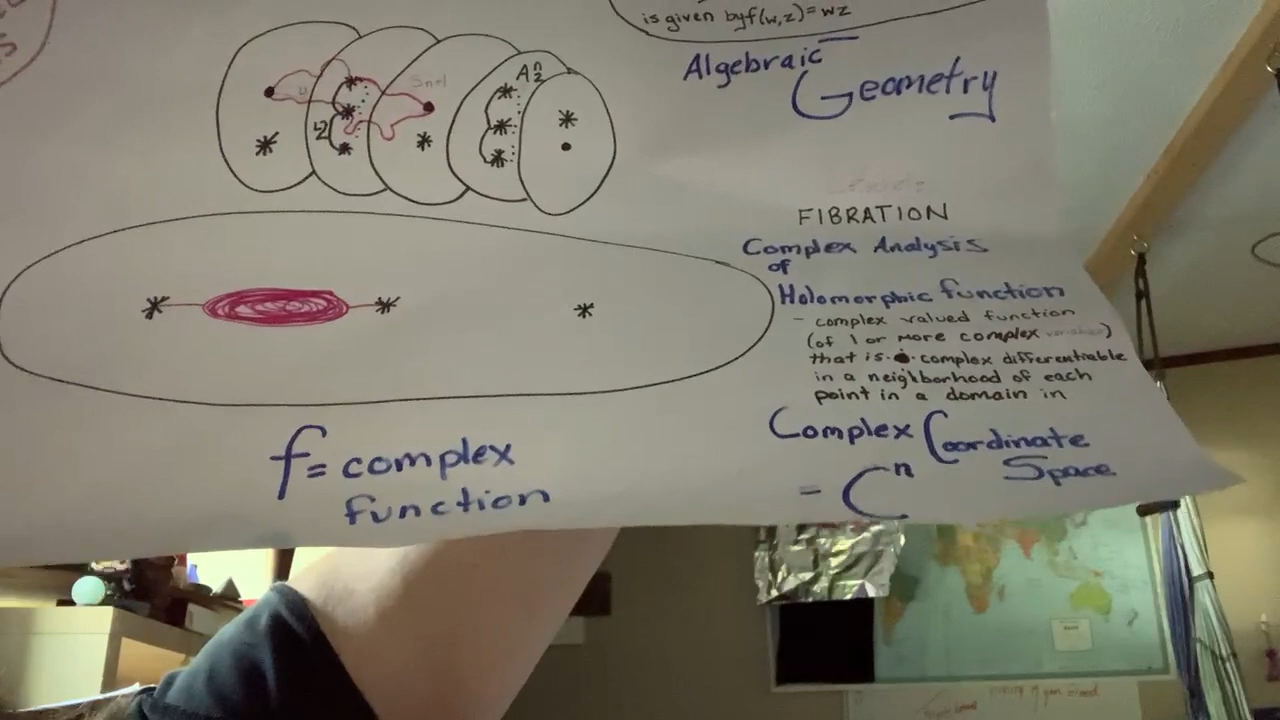 is given by f(w,z)=wz
Algebraic
Geometry
FIBRATION
Complex Analysis
of
Holomorphic function
- complex valued function
(of 1 or more complex variables)
that is complex differentiable
in a neighborhood of each
point in a domain in
Complex Coordinate
Space
- Cⁿ
f= complex
function